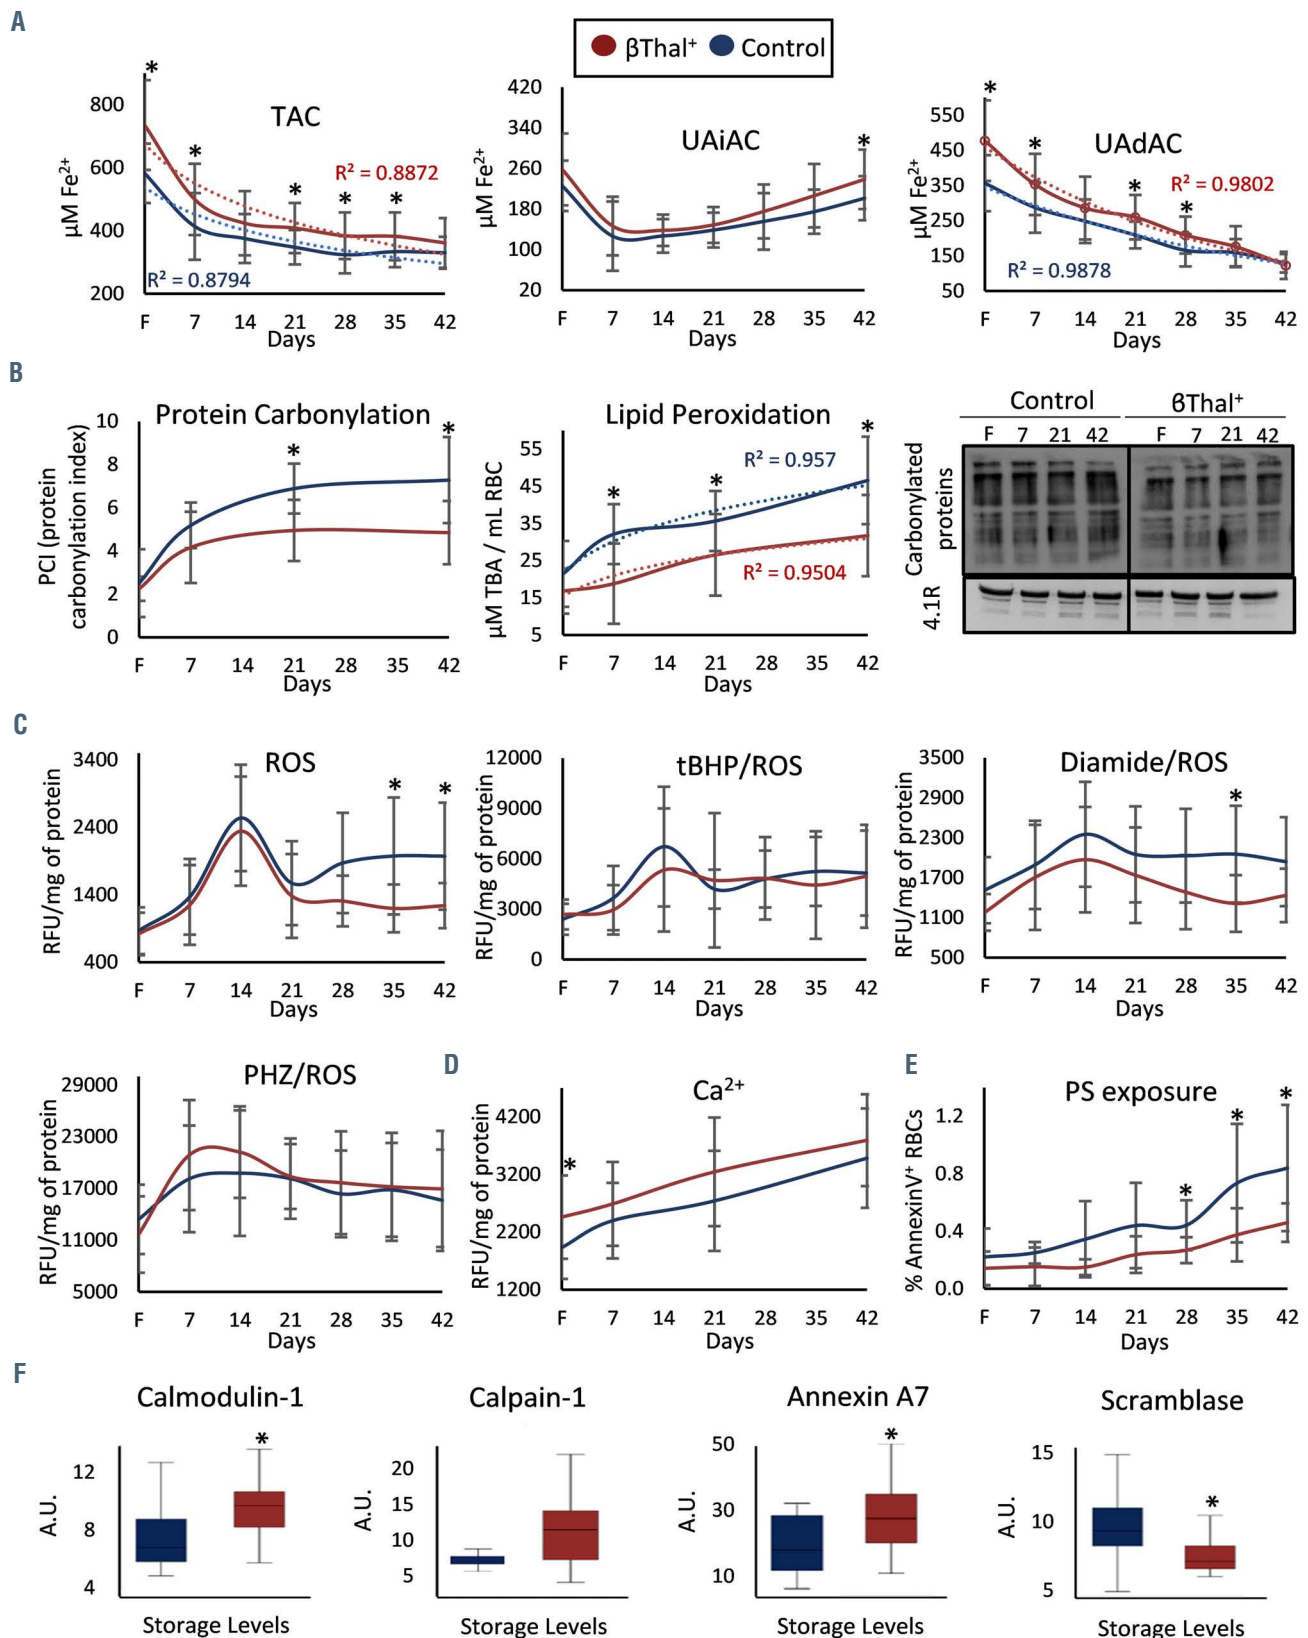 A
βThal⁺ Control
TAC
µM Fe²⁺
800
600
400
200
R² = 0.8872
R² = 0.8794
* * * * *
F 7 14 21 28 35 42
Days
UAiAC
µM Fe²⁺
420
340
260
180
100
20
*
F 7 14 21 28 35 42
Days
UAdAC
µM Fe²⁺
550
450
350
250
150
50
R² = 0.9802
R² = 0.9878
* * * *
F 7 14 21 28 35 42
Days
B
Protein Carbonylation
PCI (protein
carbonylation index)
10
8
6
4
2
0
* *
F 7 14 21 28 35 42
Days
Lipid Peroxidation
µM TBA / mL RBC
55
45
35
25
15
5
R² = 0.957
R² = 0.9504
* * *
F 7 14 21 28 35 42
Days
Control βThal⁺
F 7 21 42 F 7 21 42
Carbonylated
proteins
4.1R
C
ROS
RFU/mg of protein
3400
2400
1400
400
* *
F 7 14 21 28 35 42
Days
tBHP/ROS
RFU/mg of protein
12000
9000
6000
3000
0
F 7 14 21 28 35 42
Days
Diamide/ROS
RFU/mg of protein
3500
2900
2300
1700
1100
500
*
F 7 14 21 28 35 42
Days
PHZ/ROS
RFU/mg of protein
29000
23000
17000
11000
5000
F 7 14 21 28 35 42
Days
D
Ca²⁺
RFU/mg of protein
4200
3200
2200
1200
*
F 7 14 21 28 35 42
Days
E
PS exposure
% AnnexinV⁺ RBCs
1.2
0.8
0.4
0.0
* * *
F 7 14 21 28 35 42
Days
F
Calmodulin-1
A.U.
12
8
4
*
Storage Levels
Calpain-1
A.U.
20
15
10
5
Storage Levels
Annexin A7
A.U.
50
30
10
*
Storage Levels
Scramblase
A.U.
15
10
5
*
Storage Levels